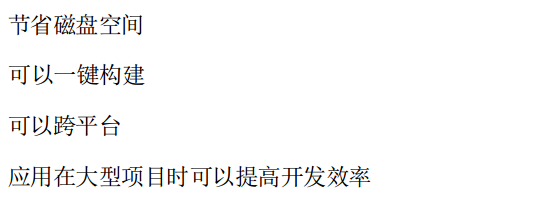 节省磁盘空间
可以一键构建
可以跨平台
应用在大型项目时可以提高开发效率